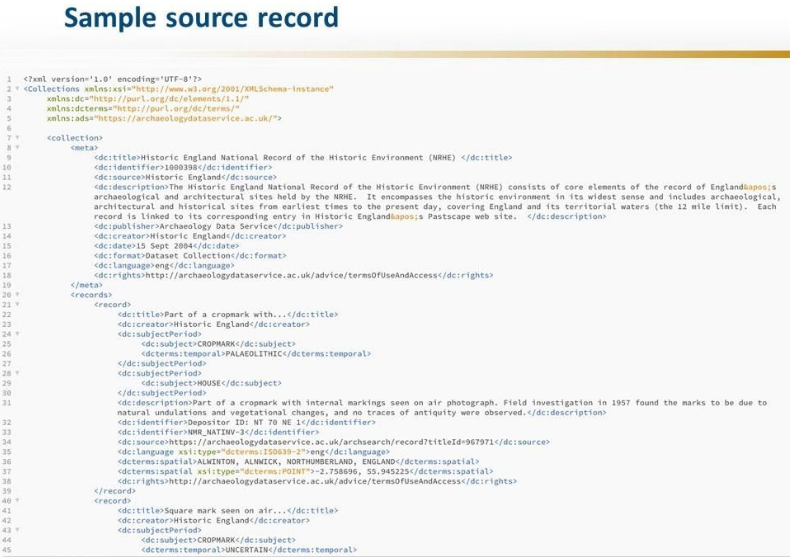 Sample source record
1 <?xml version='1.0' encoding='UTF-8'?>
2 <Collections xmlns:xsi="http://www.w3.org/2001/XMLSchema-instance"
3 xmlns:dc="http://purl.org/dc/elements/1.1/"
4 xmlns:dcterms="http://purl.org/dc/terms/"
5 xmlns:ads="https://archaeologydataservice.ac.uk/">
6
7 <collection>
8 <meta>
9 <dc:title>Historic England National Record of the Historic Environment (NRHE) </dc:title>
10 <dc:identifier>1000398</dc:identifier>
11 <dc:source>Historic England</dc:source>
12 <dc:description>The Historic England National Record of the Historic Environment (NRHE) consists of core elements of the record of England&apos;s
archaeological and architectural sites held by the NRHE. It encompasses the historic environment in its widest sense and includes archaeological,
architectural and historical sites from earliest times to the present day, covering England and its territorial waters (the 12 mile limit). Each
record is linked to its corresponding entry in Historic England&apos;s Pastscape web site. </dc:description>
13 <dc:publisher>Archaeology Data Service</dc:publisher>
14 <dc:creator>Historic England</dc:creator>
15 <dc:date>15 Sept 2004</dc:date>
16 <dc:format>Dataset Collection</dc:format>
17 <dc:language>eng</dc:language>
18 <dc:rights>http://archaeologydataservice.ac.uk/advice/termsOfUseAndAccess</dc:rights>
19 </meta>
20 <records>
21 <record>
22 <dc:title>Part of a cropmark with...</dc:title>
23 <dc:creator>Historic England</dc:creator>
24 <dc:subjectPeriod>
25 <dc:subject>CROPMARK</dc:subject>
26 <dcterms:temporal>PALAEOLITHIC</dcterms:temporal>
27 </dc:subjectPeriod>
28 <dc:subjectPeriod>
29 <dc:subject>HOUSE</dc:subject>
30 </dc:subjectPeriod>
31 <dc:description>Part of a cropmark with internal markings seen on air photograph. Field investigation in 1957 found the marks to be due to
natural undulations and vegetational changes, and no traces of antiquity were observed.</dc:description>
32 <dc:identifier>Depositor ID: NT 70 NE 1</dc:identifier>
33 <dc:identifier>NMR_NATINV-3</dc:identifier>
34 <dc:source>https://archaeologydataservice.ac.uk/archsearch/record?titleId=967971</dc:source>
35 <dc:language xsi:type="dcterms:ISO639-2">eng</dc:language>
36 <dcterms:spatial>ALWINTON, ALNWICK, NORTHUMBERLAND, ENGLAND</dcterms:spatial>
37 <dcterms:spatial xsi:type="dcterms:POINT">-2.758696, 55.945225</dcterms:spatial>
38 <dc:rights>http://archaeologydataservice.ac.uk/advice/termsOfUseAndAccess</dc:rights>
39 </record>
40 <record>
41 <dc:title>Square mark seen on air...</dc:title>
42 <dc:creator>Historic England</dc:creator>
43 <dc:subjectPeriod>
44 <dc:subject>CROPMARK</dc:subject>
45 <dcterms:temporal>UNCERTAIN</dcterms:temporal>